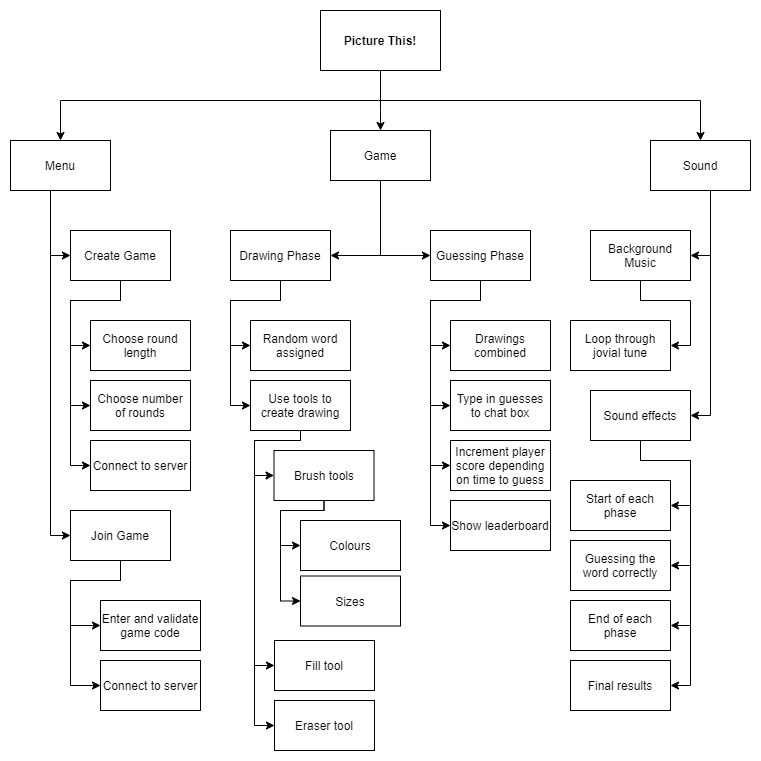 Picture This!
Menu
Game
Sound
Create Game
Choose round
length
Choose number
of rounds
Connect to server
Join Game
Enter and validate
game code
Connect to server
Drawing Phase
Random word
assigned
Use tools to
create drawing
Brush tools
Colours
Sizes
Fill tool
Eraser tool
Guessing Phase
Drawings
combined
Type in guesses
to chat box
Increment player
score depending
on time to guess
Show leaderboard
Background
Music
Loop through
jovial tune
Sound effects
Start of each
phase
Guessing the
word correctly
End of each
phase
Final results